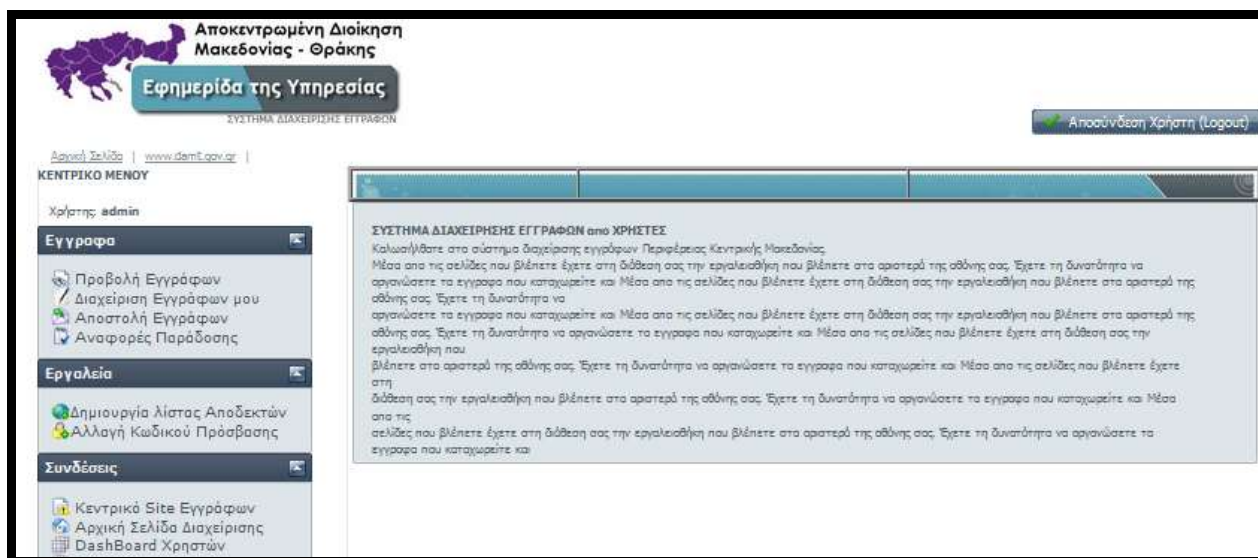 Αποκεντρωμένη Διοίκηση
Μακεδονίας - Θράκης
Εφημερίδα της Υπηρεσίας
ΣΥΣΤΗΜΑ ΔΙΑΧΕΙΡΙΣΗΣ ΕΓΓΡΑΦΩΝ
Αποσύνδεση Χρήστη (Logout)
Αρχική Σελίδα | www.damt.gov.gr |
ΚΕΝΤΡΙΚΟ ΜΕΝΟΥ
Χρήστης: admin
Εγγραφα
Προβολή Εγγράφων
Διαχείριση Εγγράφων μου
Αποστολή Εγγράφων
Αναφορές Παράδοσης
Εργαλεία
Δημιουργία λίστας Αποδεκτών
Αλλαγή Κωδικού Πρόσβασης
Συνδέσεις
Κεντρικό Site Εγγράφων
Αρχική Σελίδα Διαχείρισης
DashBoard Χρηστών
ΣΥΣΤΗΜΑ ΔΙΑΧΕΙΡΗΣΗΣ ΕΓΓΡΑΦΩΝ απο ΧΡΗΣΤΕΣ
Καλωσήλθατε στο σύστημα διαχείρισης εγγράφων Περιφέρειας Κεντρικής Μακεδονίας.
Μέσα απο τις σελίδες που βλέπετε έχετε στη διάθεση σας την εργαλειοθήκη που βλέπετε στα αριστερά της οθόνης σας. Έχετε τη δυνατότητα να
οργανώσετε τα εγγραφα που καταχωρείτε και Μέσα απο τις σελίδες που βλέπετε έχετε στη διάθεση σας την εργαλειοθήκη που βλέπετε στα αριστερά της
οθόνης σας. Έχετε τη δυνατότητα να
οργανώσετε τα εγγραφα που καταχωρείτε και Μέσα απο τις σελίδες που βλέπετε έχετε στη διάθεση σας την εργαλειοθήκη που βλέπετε στα αριστερά της
οθόνης σας. Έχετε τη δυνατότητα να οργανώσετε τα εγγραφα που καταχωρείτε και Μέσα απο τις σελίδες που βλέπετε έχετε στη διάθεση σας την
εργαλειοθήκη που
βλέπετε στα αριστερά της οθόνης σας. Έχετε τη δυνατότητα να οργανώσετε τα εγγραφα που καταχωρείτε και Μέσα απο τις σελίδες που βλέπετε έχετε
στη
διάθεση σας την εργαλειοθήκη που βλέπετε στα αριστερά της οθόνης σας. Έχετε τη δυνατότητα να οργανώσετε τα εγγραφα που καταχωρείτε και Μέσα
απο τις
σελίδες που βλέπετε έχετε στη διάθεση σας την εργαλειοθήκη που βλέπετε στα αριστερά της οθόνης σας. Έχετε τη δυνατότητα να οργανώσετε τα
εγγραφα που καταχωρείτε και